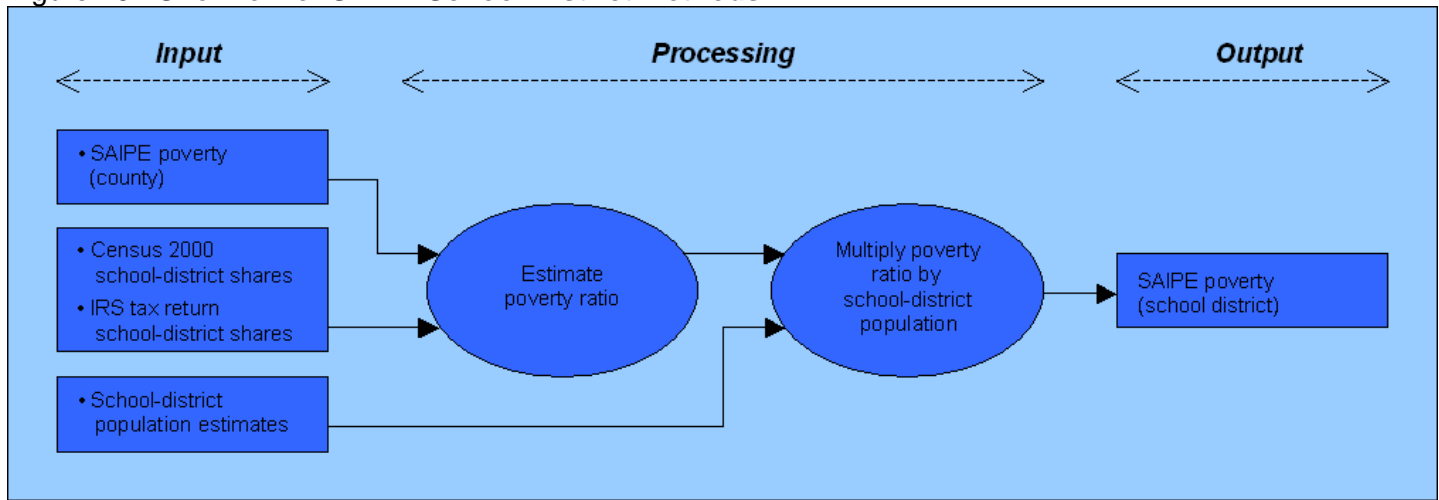 Input
Processing
Output
• SAIPE poverty
(county)
• Census 2000
school-district shares
• IRS tax return
school-district shares
• School-district
population estimates
Estimate
poverty ratio
Multiply poverty
ratio by
school-district
population
SAIPE poverty
(school district)